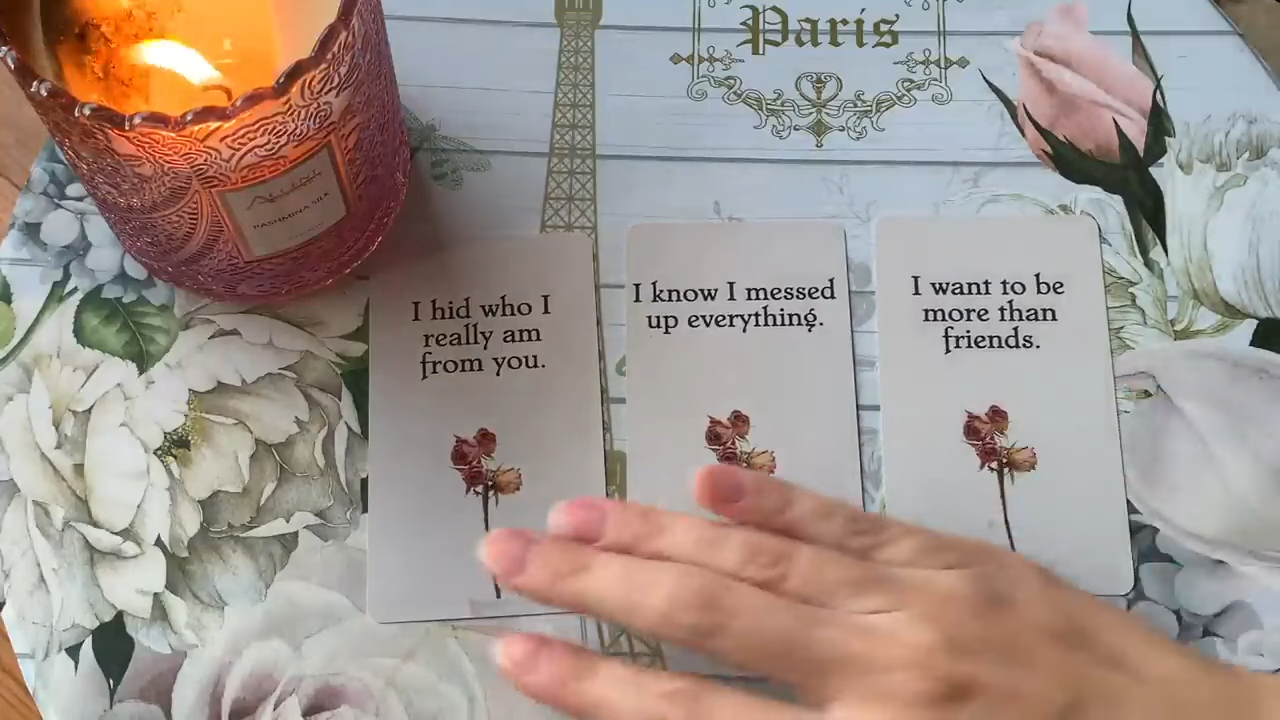 Paris
PASHMINA SILK
I hid who I
really am
from you.
I know I messed
up everything.
I want to be
more than
friends.